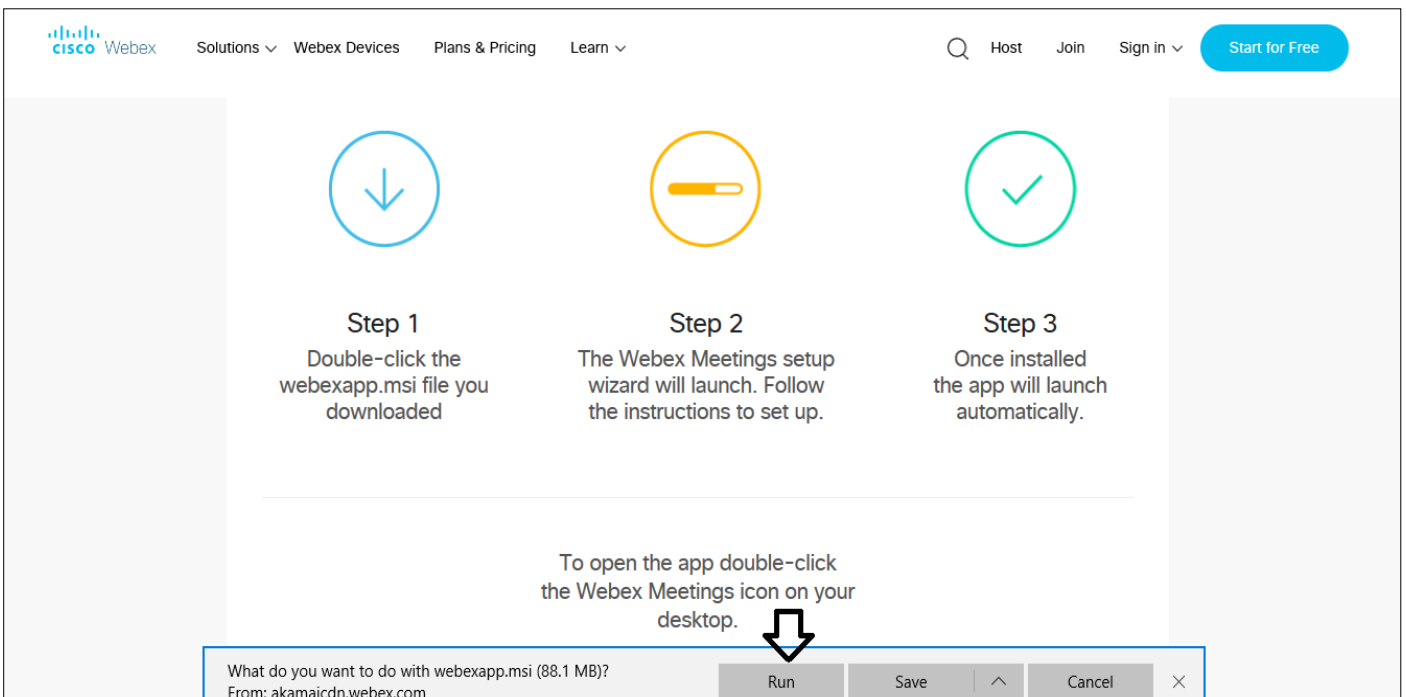 cisco Webex Solutions Webex Devices Plans & Pricing Learn Host Join Sign in Start for Free
Step 1
Double-click the
webexapp.msi file you
downloaded
Step 2
The Webex Meetings setup
wizard will launch. Follow
the instructions to set up.
Step 3
Once installed
the app will launch
automatically.
To open the app double-click
the Webex Meetings icon on your
desktop.
What do you want to do with webexapp.msi (88.1 MB)?
From: akamaicdn.webex.com
Run Save Cancel